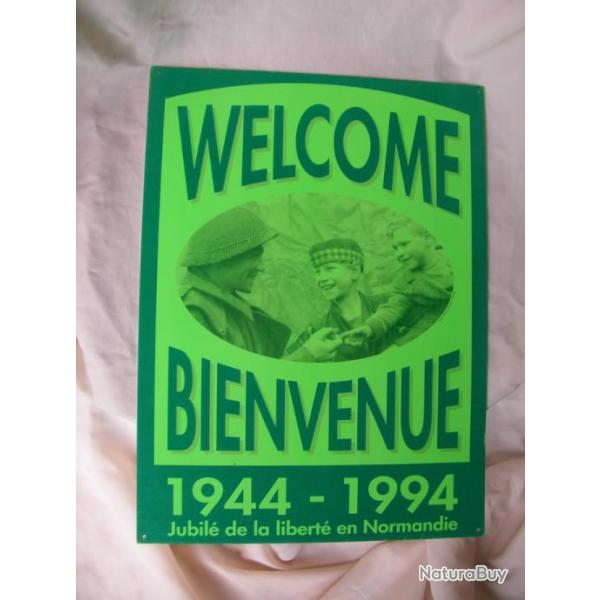 WELCOME
BIENVENUE
1944 - 1994
Jubilé de la liberté en Normandie
NaturaBuy